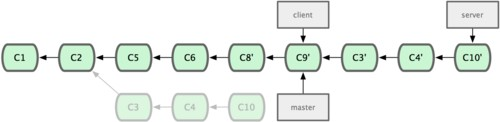 client
server
C1
C2
C5
C6
C8'
C9'
C3'
C4'
C10'
C3
C4
C10
master